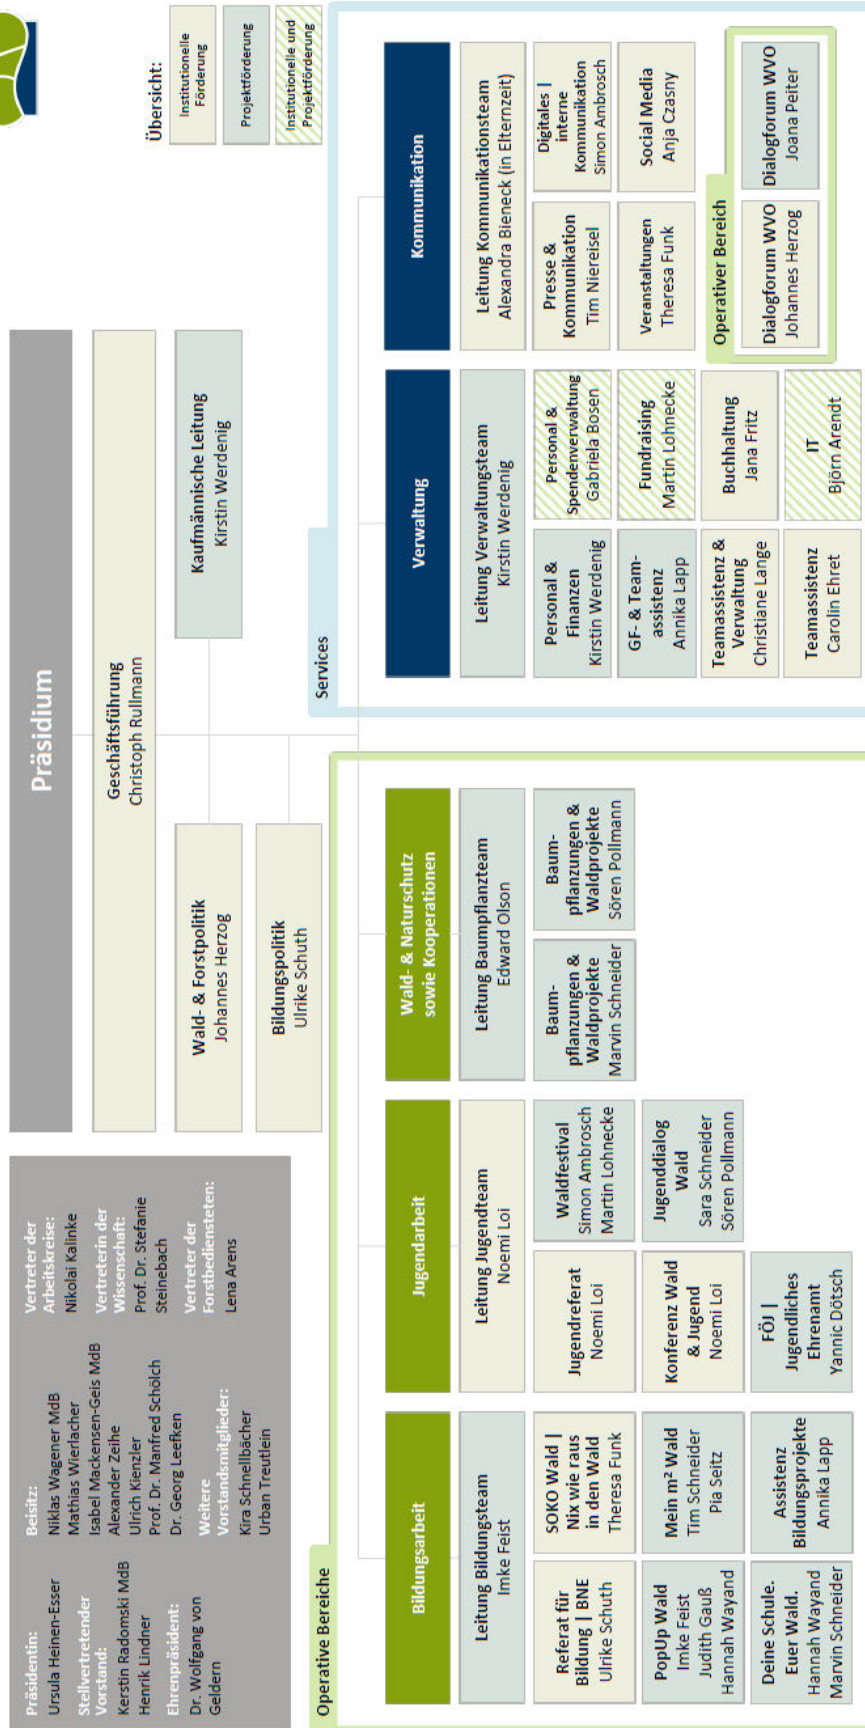 Präsidentin:
Ursula Heinen-Esser
Stellvertretender
Vorstand:
Kerstin Radomski MdB
Henrik Lindner
Ehrenpräsident:
Dr. Wolfgang von
Geldern
Beisitz:
Niklas Wagener MdB
Mathias Wierlacher
Isabel Mackensen-Geis MdB
Alexander Zeihe
Ulrich Kienzler
Prof. Dr. Manfred Schölch
Dr. Georg Leefken
Weitere
Vorstandsmitglieder:
Kira Schnellbächer
Urban Treutlein
Vertreter der
Arbeitskreise:
Nikolai Kalinke
Vertreterin der
Wissenschaft:
Prof. Dr. Stefanie
Steinebach
Vertreter der
Forstbediensteten:
Lena Arens
Präsidium
Geschäftsführung
Christoph Rullmann
Wald- & Forstpolitik
Johannes Herzog
Kaufmännische Leitung
Kirstin Werdenig
Bildungspolitik
Ulrike Schuth
Übersicht:
Institutionelle
Förderung
Projektförderung
Institutionelle und
Projektförderung
Operative Bereiche
Bildungsarbeit
Leitung Bildungsteam
Imke Feist
Referat für
Bildung | BNE
Ulrike Schuth
SOKO Wald |
Nix wie raus
in den Wald
Theresa Funk
PopUp Wald
Imke Feist
Judith Gauß
Hannah Wayand
Mein m² Wald
Tim Schneider
Pia Seitz
Deine Schule.
Euer Wald.
Hannah Wayand
Marvin Schneider
Assistenz
Bildungsprojekte
Annika Lapp
Jugendarbeit
Leitung Jugendteam
Noemi Loi
Jugendreferat
Noemi Loi
Waldfestival
Simon Ambrosch
Martin Lohnecke
Konferenz Wald
& Jugend
Noemi Loi
Jugenddialog
Wald
Sara Schneider
Sören Pollmann
FÖJ |
Jugendliches
Ehrenamt
Yannic Dötsch
Wald- & Naturschutz
sowie Kooperationen
Leitung Baumpflanzteam
Edward Olson
Baum-
pflanzungen &
Waldprojekte
Marvin Schneider
Baum-
pflanzungen &
Waldprojekte
Sören Pollmann
Services
Verwaltung
Leitung Verwaltungsteam
Kirstin Werdenig
Personal &
Finanzen
Kirstin Werdenig
Personal &
Spendenverwaltung
Gabriela Bosen
GF- & Team-
assistenz
Annika Lapp
Fundraising
Martin Lohnecke
Teamassistenz &
Verwaltung
Christiane Lange
Buchhaltung
Jana Fritz
Teamassistenz
Carolin Ehret
IT
Björn Arendt
Kommunikation
Leitung Kommunikationsteam
Alexandra Bieneck (in Elternzeit)
Presse &
Kommunikation
Tim Niereisel
Digitales |
interne
Kommunikation
Simon Ambrosch
Veranstaltungen
Theresa Funk
Social Media
Anja Czasny
Operativer Bereich
Dialogforum WVO
Johannes Herzog
Dialogforum WVO
Joana Peiter